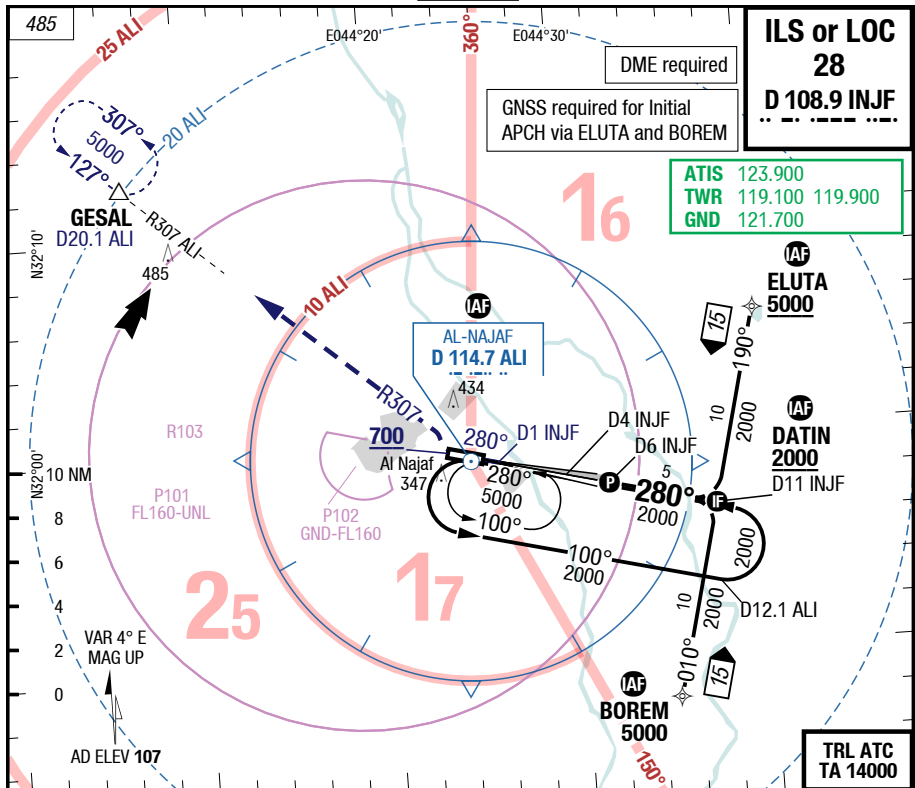 485
25 ALI
E044°20'
360°
E044°30'
ILS or LOC
28
D 108.9 INJF
DME required
GNSS required for Initial
APCH via ELUTA and BOREM
ATIS 123.900
TWR 119.100 119.900
GND 121.700
307°
5000
127°
20 ALI
GESAL
D20.1 ALI
R307 ALI
485
N32°10'
16
IAF
ELUTA
5000
15
190°
10
2000
10 ALI
IAF
AL-NAJAF
D 114.7 ALI
434
R307
R103
700
280°
D1 INJF
D4 INJF
D6 INJF
IAF
DATIN
2000
D11 INJF
N32°00'
10 NM
Al Najaf
347
280°
5000
100°
P
5
280°
2000
IF
P101
FL160-UNL
P102
GND-FL160
8
6
4
2
0
100°
2000
2000
D12.1 ALI
25
17
10
2000
010°
15
VAR 4° E
MAG UP
IAF
BOREM
5000
AD ELEV 107
150°
TRL ATC
TA 14000